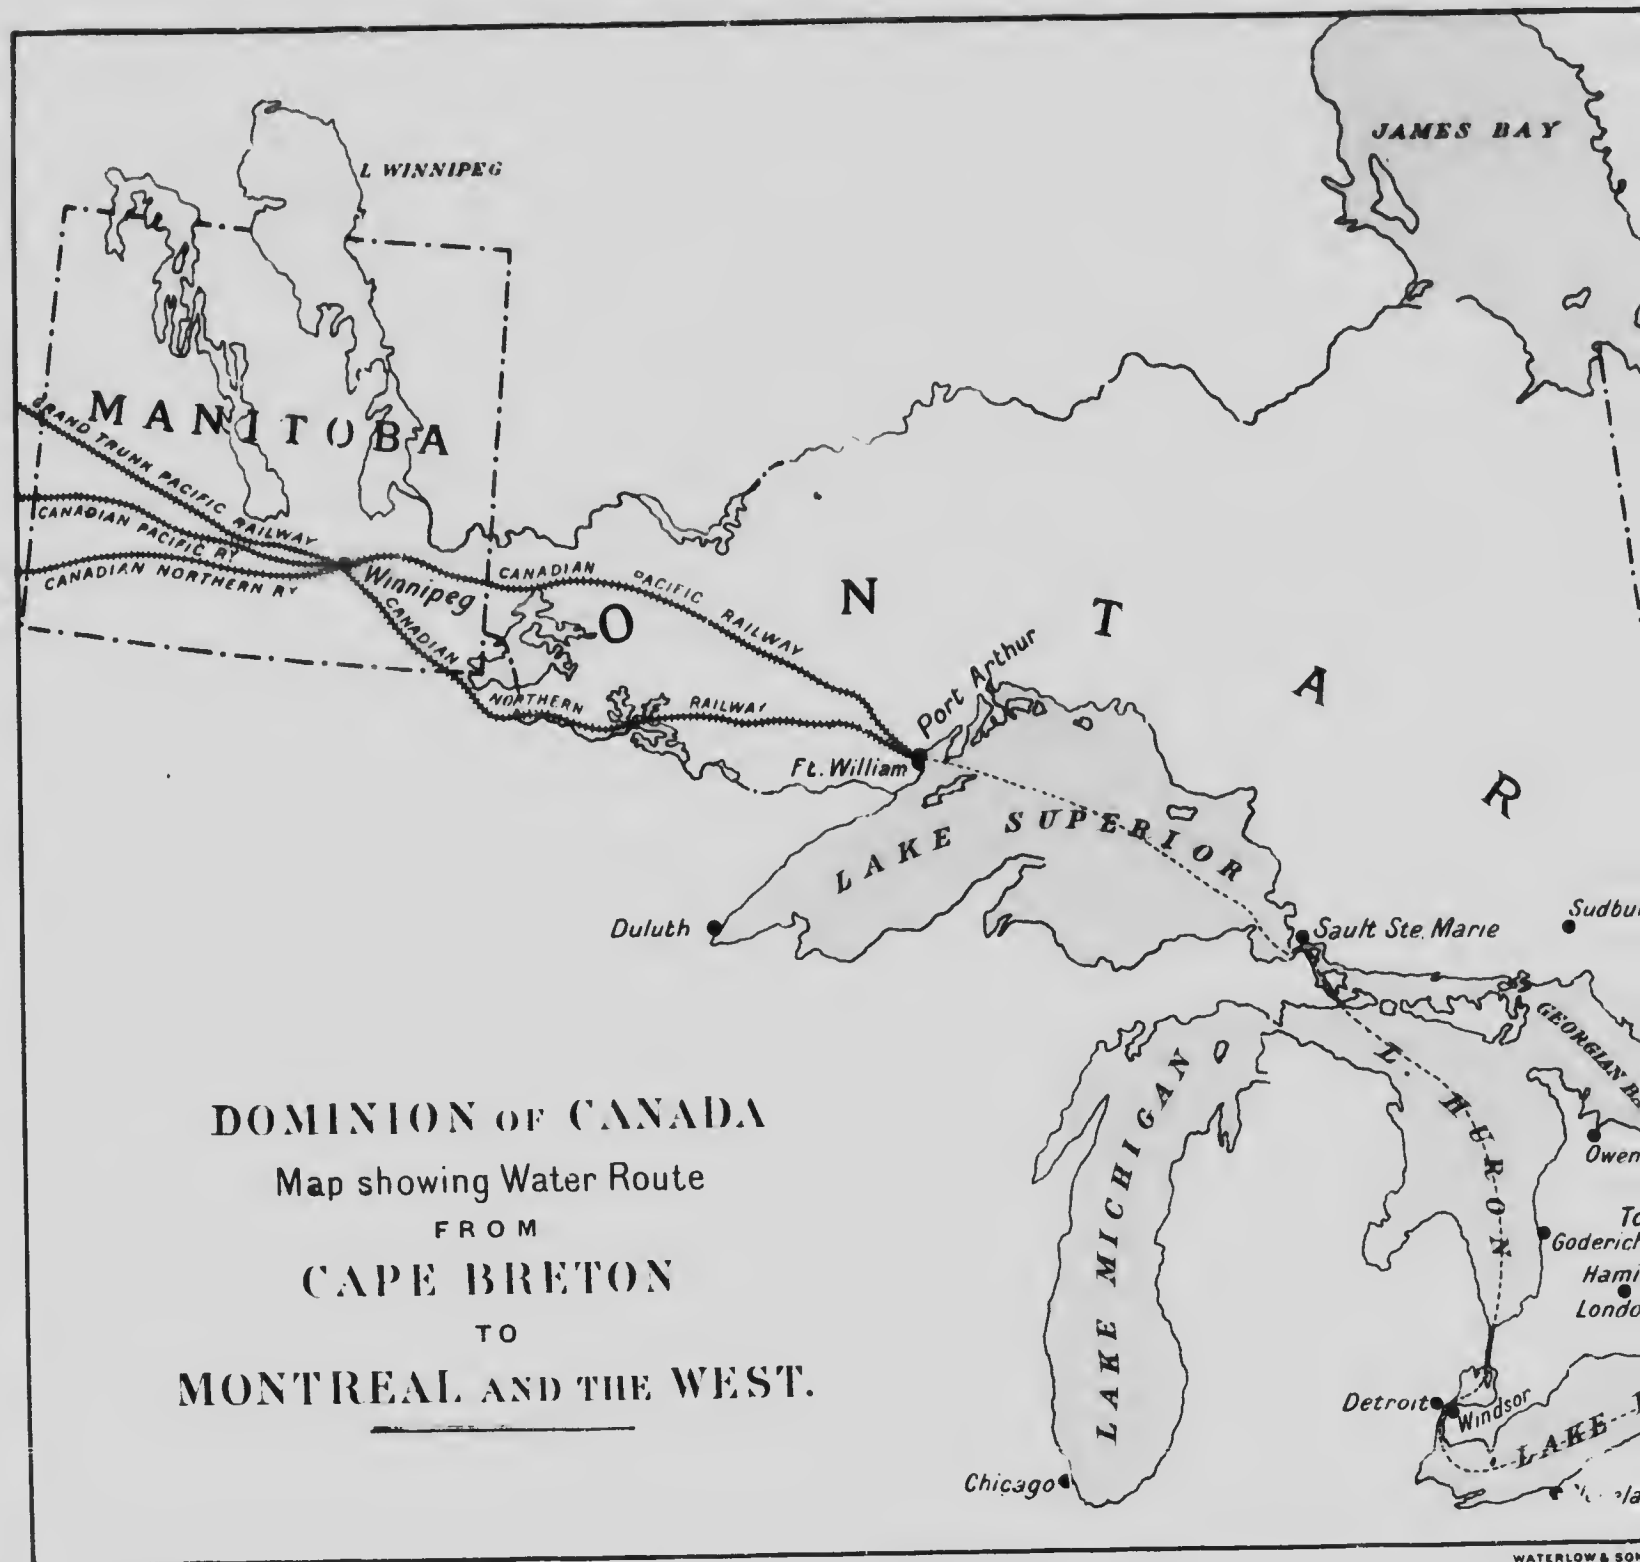 JAMES BAY
L WINNIPEG
MANITOBA
GRAND TRUNK PACIFIC RAILWAY
CANADIAN PACIFIC RY
CANADIAN NORTHERN RY
Winnipeg
CANADIAN PACIFIC RAILWAY
CANADIAN NORTHERN RAILWAY
ONTAR
Port Arthur
Ft. William
LAKE SUPERIOR
Duluth
Sault Ste. Marie
Sudbu
GEORGIAN BA
L. HURON
LAKE MICHIGAN
Owen
To
Goderich
Hami
Londo
Detroit
Windsor
LAKE
Chicago
DOMINION OF CANADA
Map showing Water Route
FROM
CAPE BRETON
TO
MONTREAL AND THE WEST.
WATERLOW & SON